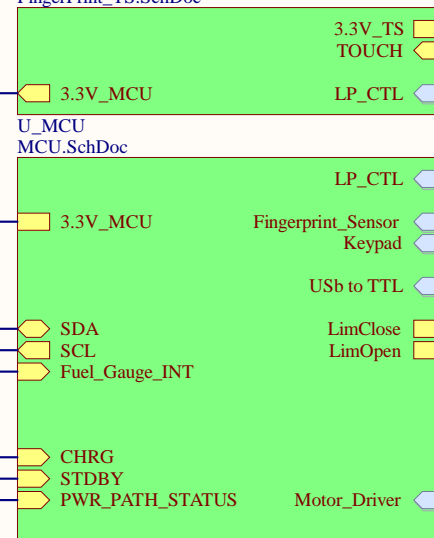 FingerPrint_TS.SchDoc
3.3V_TS
TOUCH
3.3V_MCU LP_CTL
U_MCU
MCU.SchDoc
LP_CTL
3.3V_MCU Fingerprint_Sensor
Keypad
USb to TTL
SDA LimClose
SCL LimOpen
Fuel_Gauge_INT
CHRG
STDBY
PWR_PATH_STATUS Motor_Driver